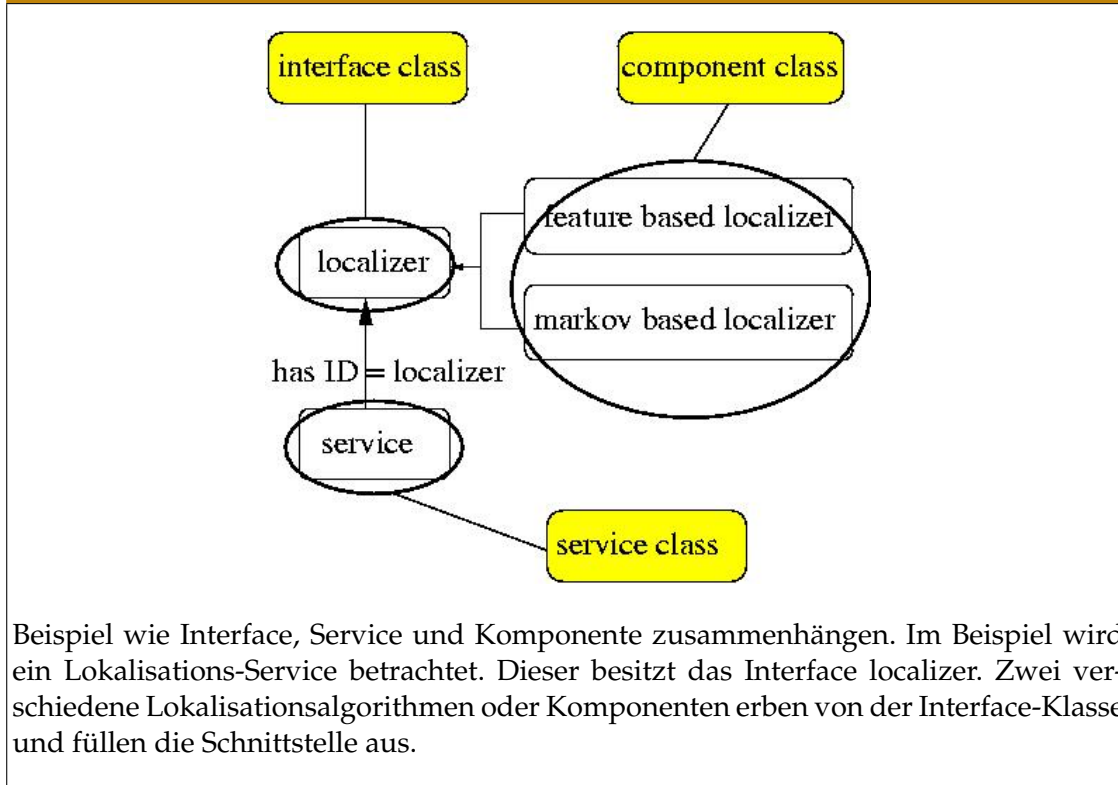 interface class
component class
feature based localizer
localizer
markov based localizer
has ID = localizer
service
service class
Beispiel wie Interface, Service und Komponente zusammenhängen. Im Beispiel wird
ein Lokalisations-Service betrachtet. Dieser besitzt das Interface localizer. Zwei ver-
schiedene Lokalisationsalgorithmen oder Komponenten erben von der Interface-Klasse
und füllen die Schnittstelle aus.